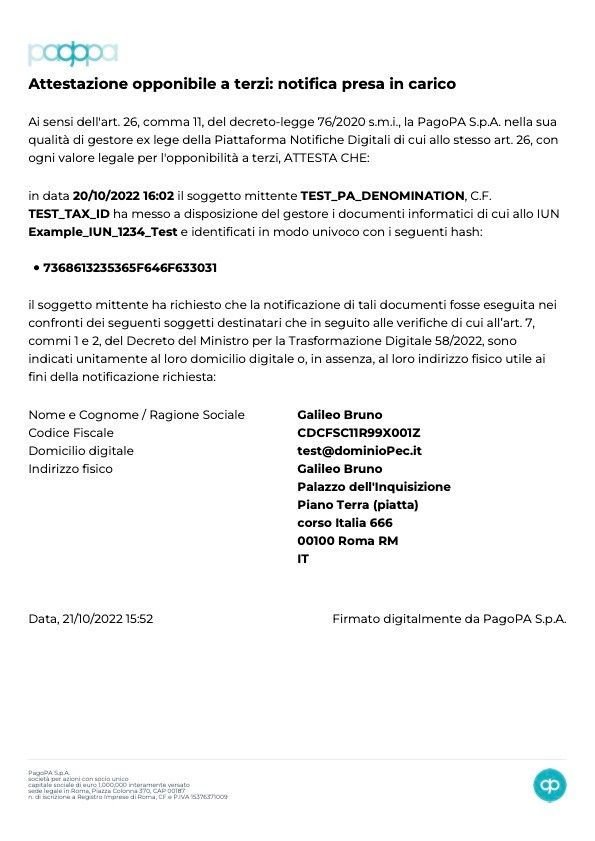 pagopa
Attestazione opponibile a terzi: notifica presa in carico
Ai sensi dell'art. 26, comma 11, del decreto-legge 76/2020 s.m.i., la PagoPA S.p.A. nella sua
qualità di gestore ex lege della Piattaforma Notifiche Digitali di cui allo stesso art. 26, con
ogni valore legale per l'opponibilità a terzi, ATTESTA CHE:
in data 20/10/2022 16:02 il soggetto mittente TEST_PA_DENOMINATION, C.F.
TEST_TAX_ID ha messo a disposizione del gestore i documenti informatici di cui allo IUN
Example_IUN_1234_Test e identificati in modo univoco con i seguenti hash:
• 7368613235365F646F633031
il soggetto mittente ha richiesto che la notificazione di tali documenti fosse eseguita nei
confronti dei seguenti soggetti destinatari che in seguito alle verifiche di cui all'art. 7,
commi 1 e 2, del Decreto del Ministro per la Trasformazione Digitale 58/2022, sono
indicati unitamente al loro domicilio digitale o, in assenza, al loro indirizzo fisico utile ai
fini della notificazione richiesta:
Nome e Cognome / Ragione Sociale Galileo Bruno
Codice Fiscale CDCFSC11R99X001Z
Domicilio digitale test@dominioPec.it
Indirizzo fisico Galileo Bruno
Palazzo dell'Inquisizione
Piano Terra (piatta)
corso Italia 666
00100 Roma RM
IT
Data, 21/10/2022 15:52 Firmato digitalmente da PagoPA S.p.A.
PagoPA S.p.A.
società per azioni con socio unico
capitale sociale di euro 1,000,000 interamente versato
sede legale in Roma, Piazza Colonna 370, CAP 00187
n. di iscrizione a Registro Imprese di Roma, CF e P.IVA 15376371009